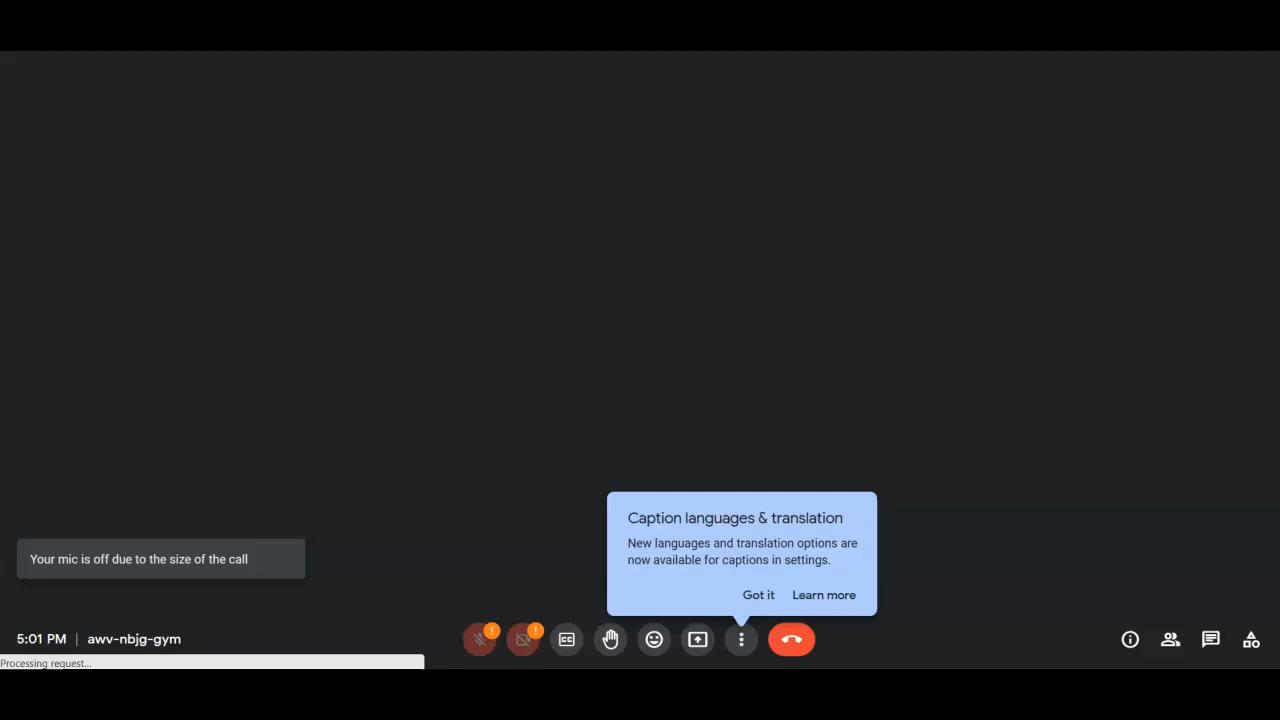 Caption languages & translation
New languages and translation options are
now available for captions in settings.
Got it Learn more
Your mic is off due to the size of the call
5:01 PM | awv-nbjg-gym
CC
Processing request...